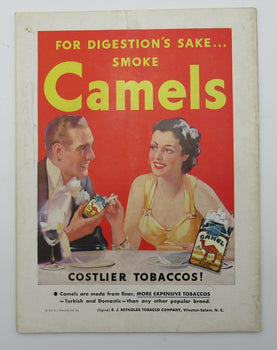 FOR DIGESTION'S SAKE...
SMOKE
Camels
CAMEL
COSTLIER TOBACCOS!
● Camels are made from finer, MORE EXPENSIVE TOBACCOS
—Turkish and Domestic—than any other popular brand.
(Signed) R. J. REYNOLDS TOBACCO COMPANY, Winston-Salem, N. C.